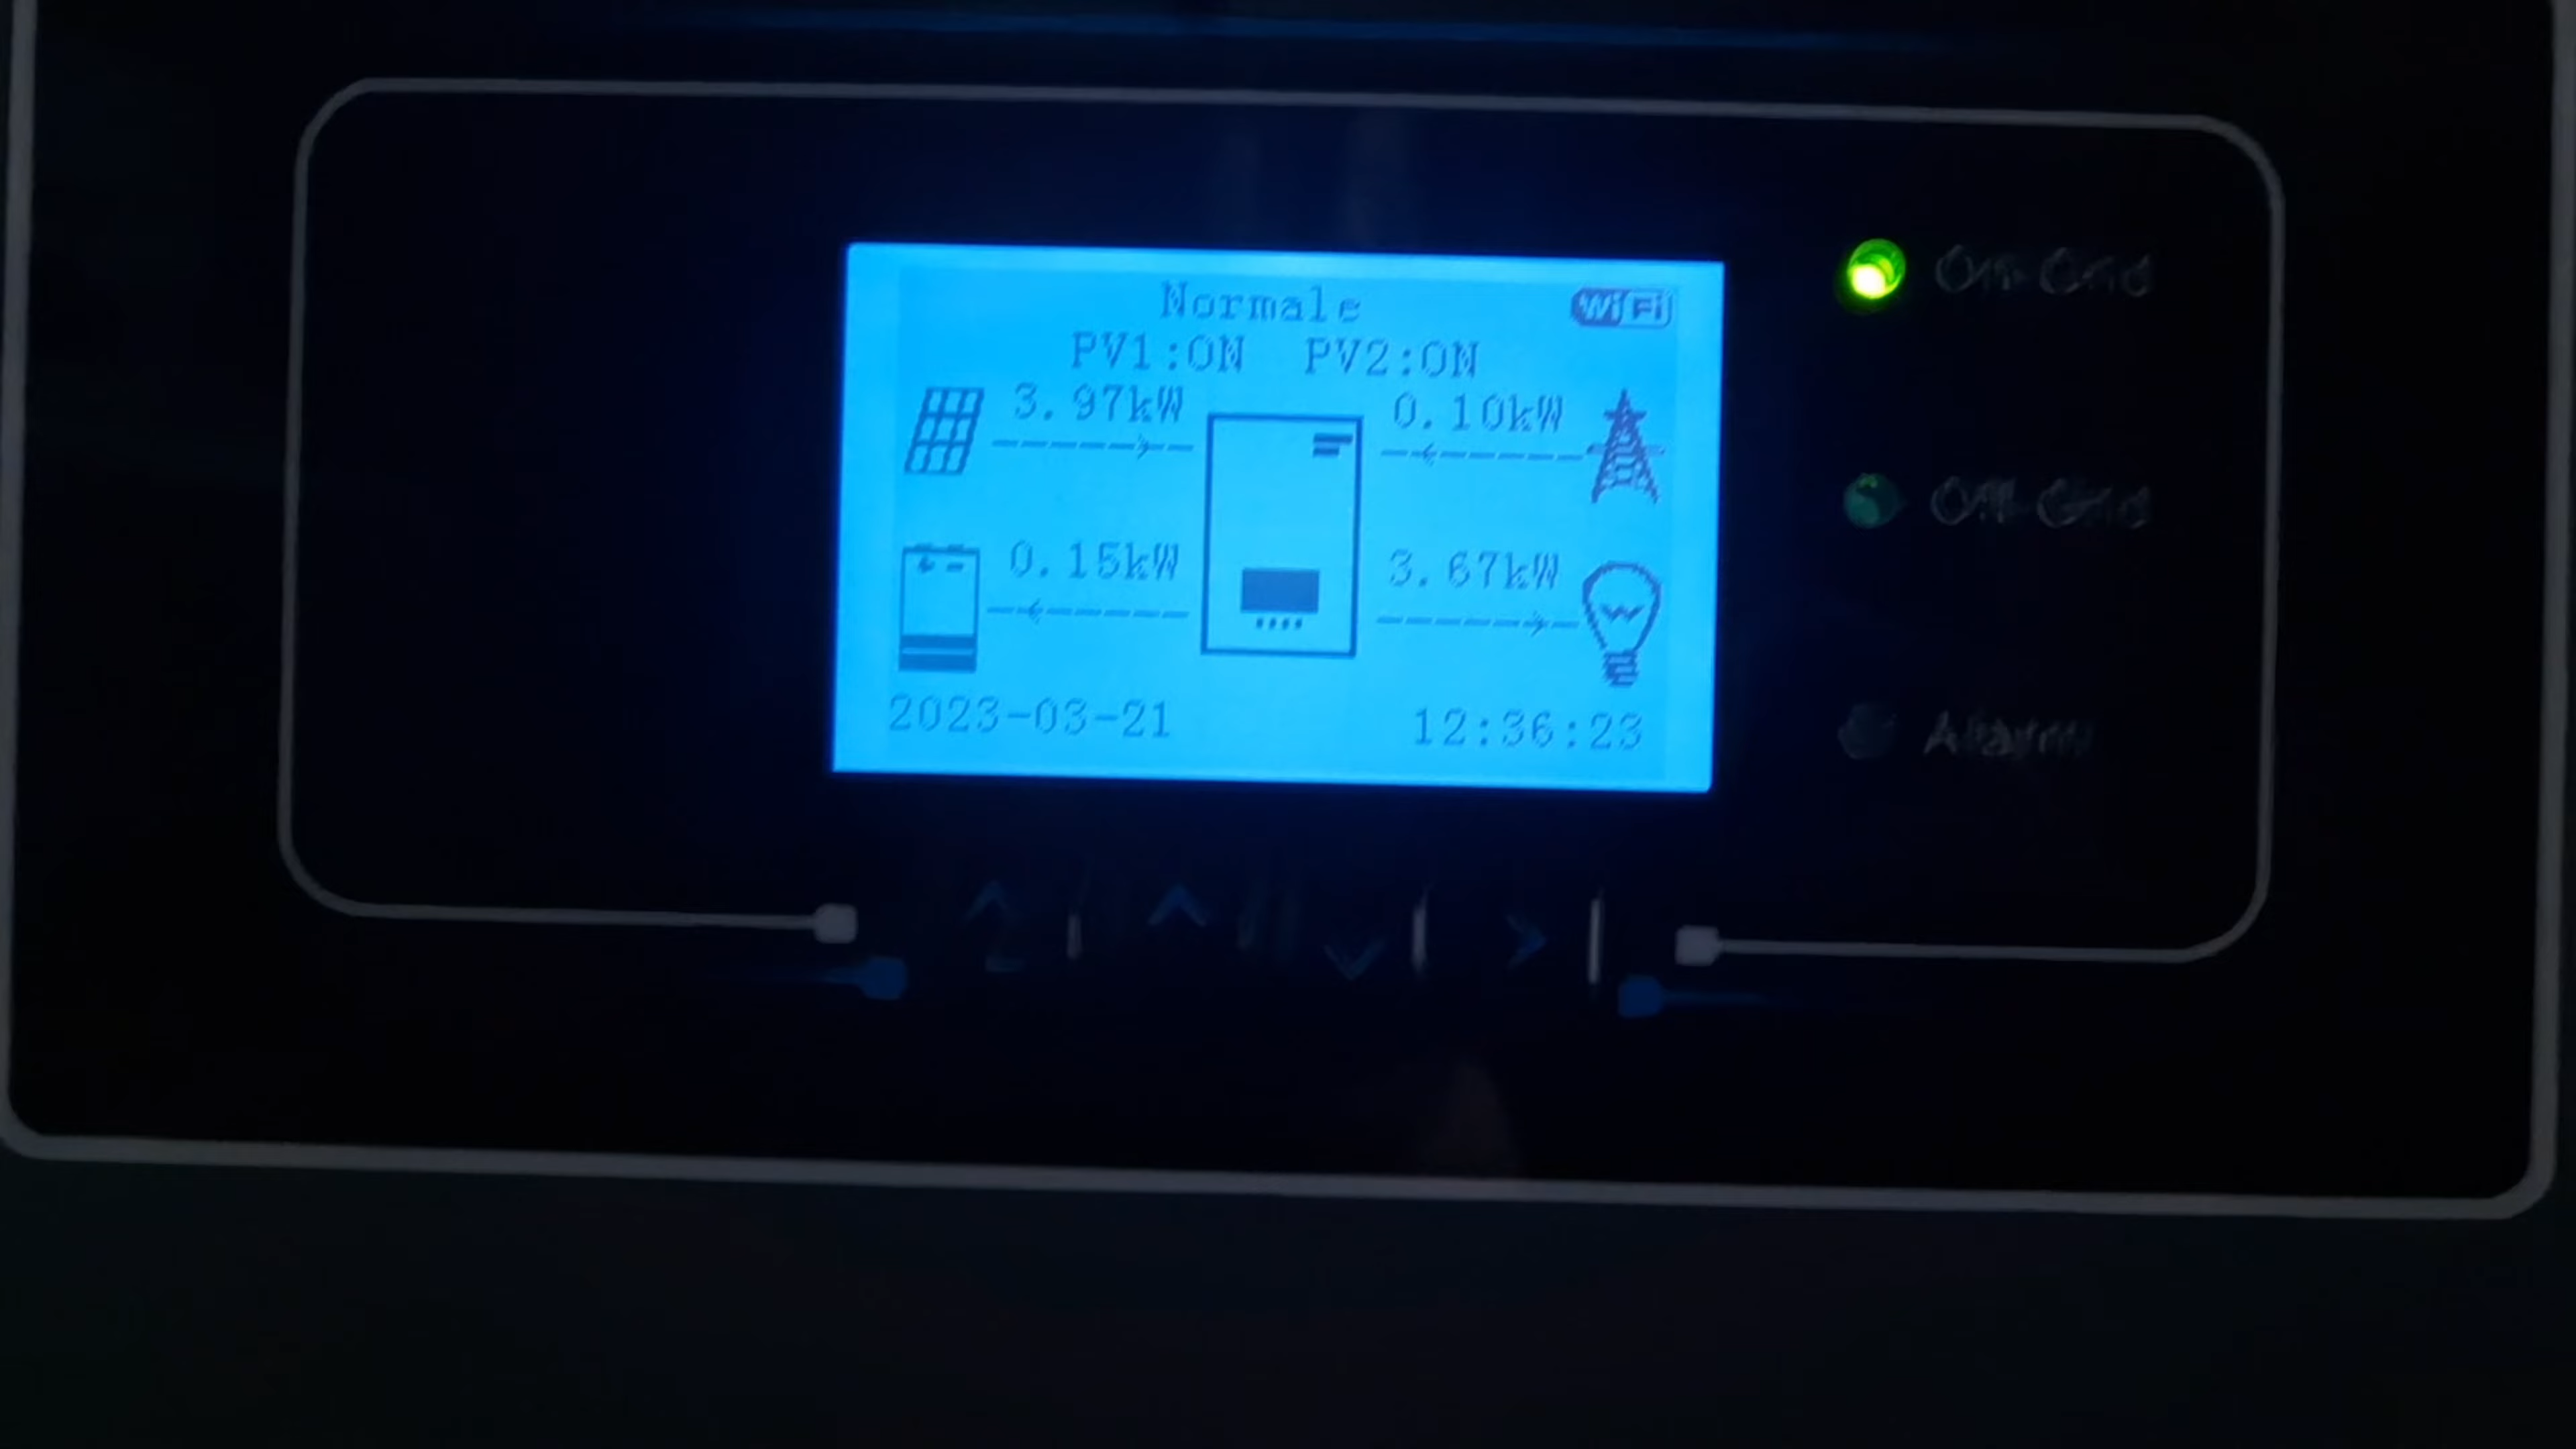 Normale WiFi
PV1:ON PV2:ON
3.97kW 0.10kW
0.15kW 3.67kW
2023-03-21 12:36:23
On-Grid
Off-Grid
Alarm